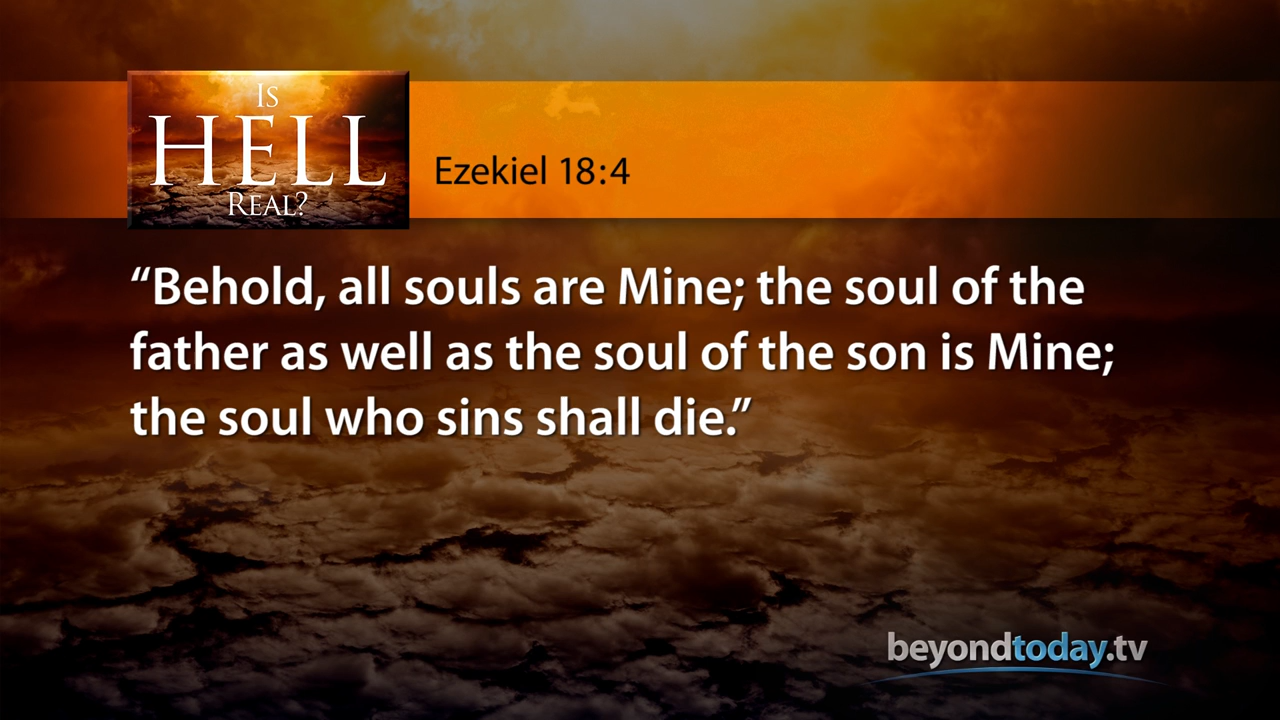 Is
HELL
Real?
Ezekiel 18:4
“Behold, all souls are Mine; the soul of the
father as well as the soul of the son is Mine;
the soul who sins shall die.”
beyondtoday.tv